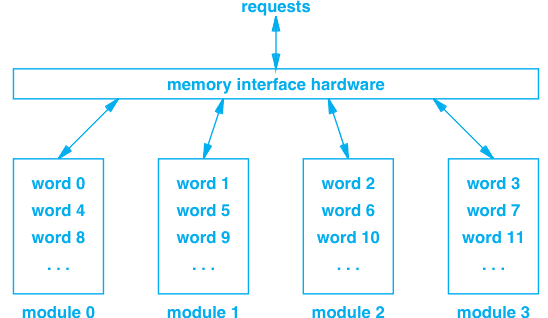 requests
memory interface hardware
word 0
word 4
word 8
. . .
module 0
word 1
word 5
word 9
. . .
module 1
word 2
word 6
word 10
. . .
module 2
word 3
word 7
word 11
. . .
module 3